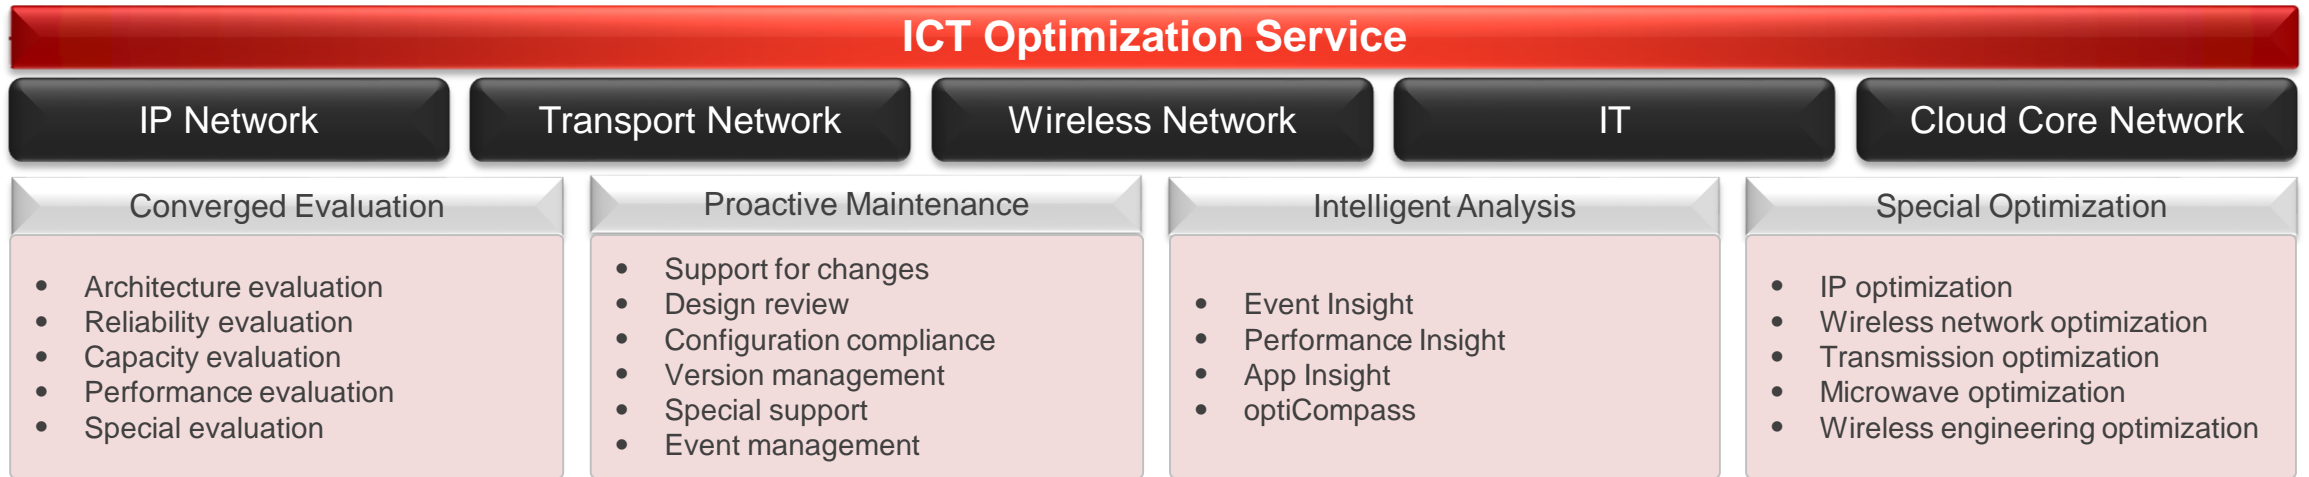 ICT Optimization Service
IP Network
Transport Network
Wireless Network
IT
Cloud Core Network
Converged Evaluation
• Architecture evaluation
• Reliability evaluation
• Capacity evaluation
• Performance evaluation
• Special evaluation
Proactive Maintenance
• Support for changes
• Design review
• Configuration compliance
• Version management
• Special support
• Event management
Intelligent Analysis
• Event Insight
• Performance Insight
• App Insight
• optiCompass
Special Optimization
• IP optimization
• Wireless network optimization
• Transmission optimization
• Microwave optimization
• Wireless engineering optimization